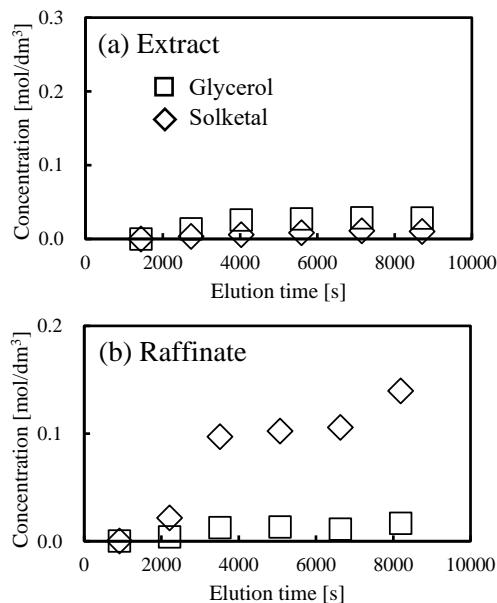 (a) Extract
Glycerol
Solketal
Concentration [mol/dm³]
0.3
0.2
0.1
0.0
0 2000 4000 6000 8000 10000
Elution time [s]
(b) Raffinate
Concentration [mol/dm³]
0.2
0.1
0.0
0 2000 4000 6000 8000 10000
Elution time [s]